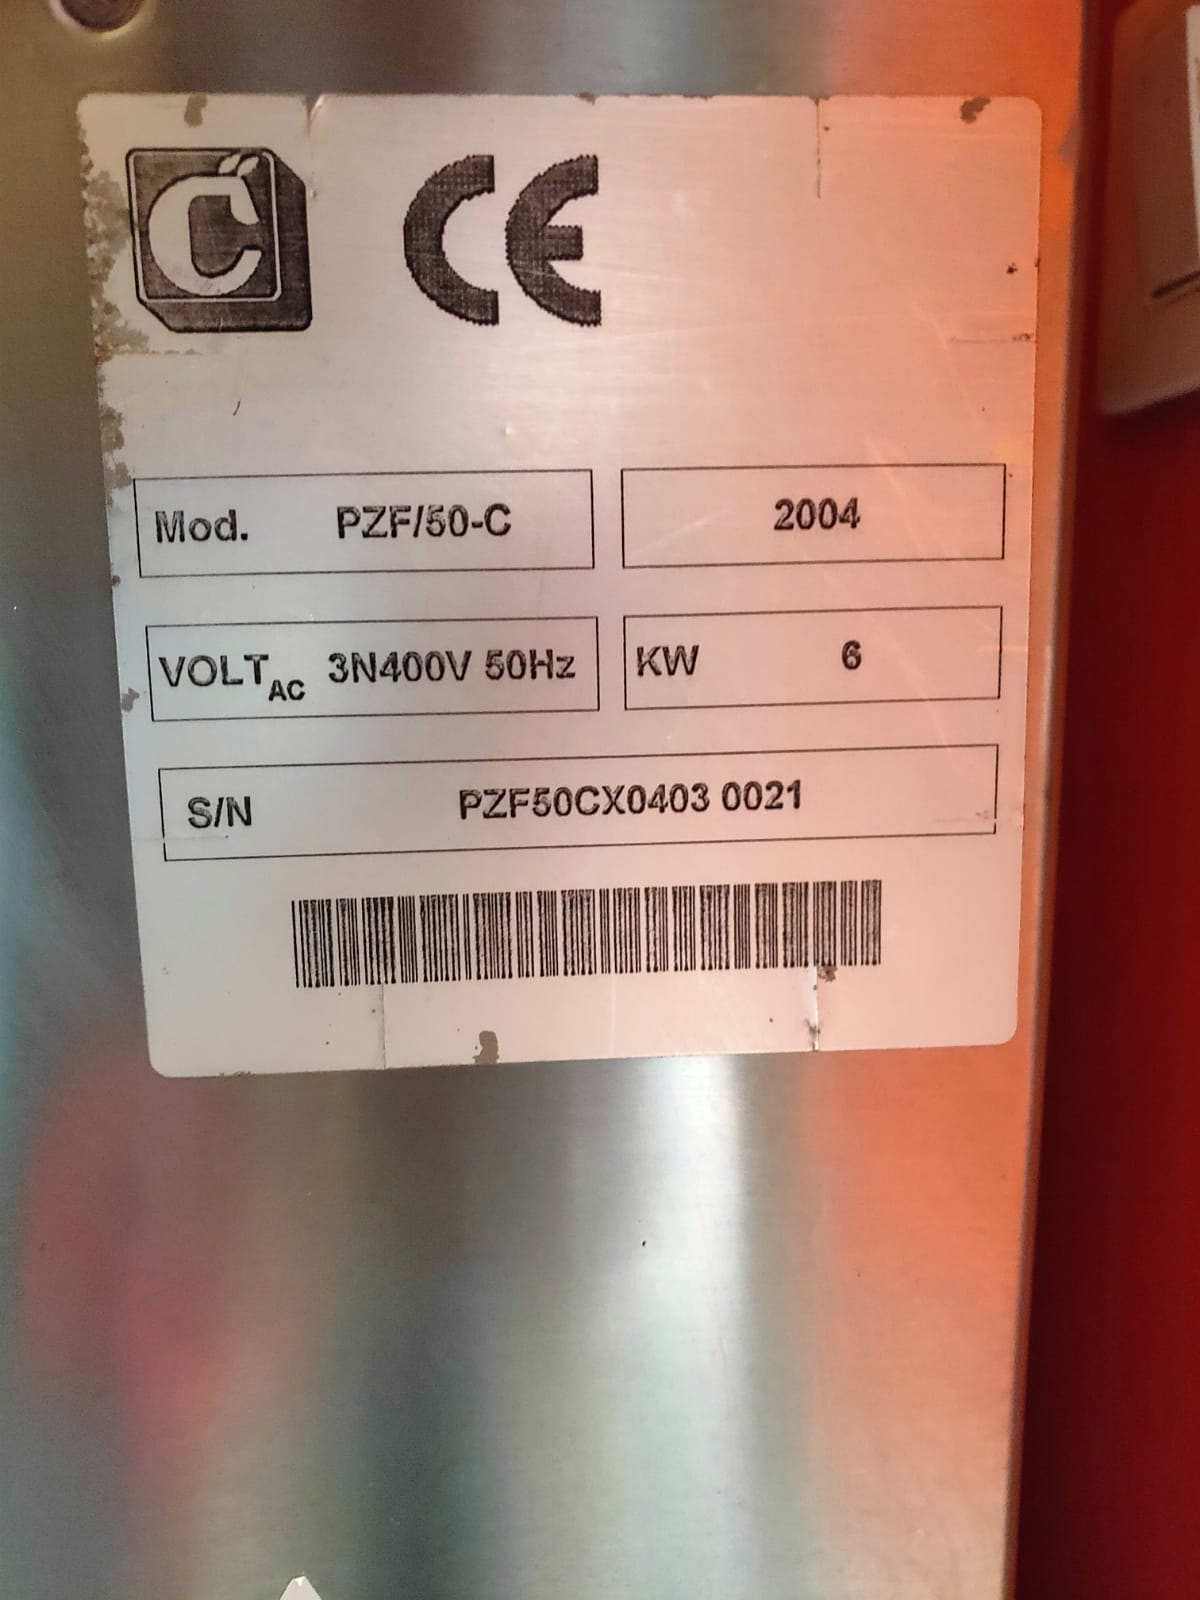 C
CE
Mod. PZF/50-C
2004
VOLT AC 3N400V 50Hz
KW 6
S/N PZF50CX0403 0021